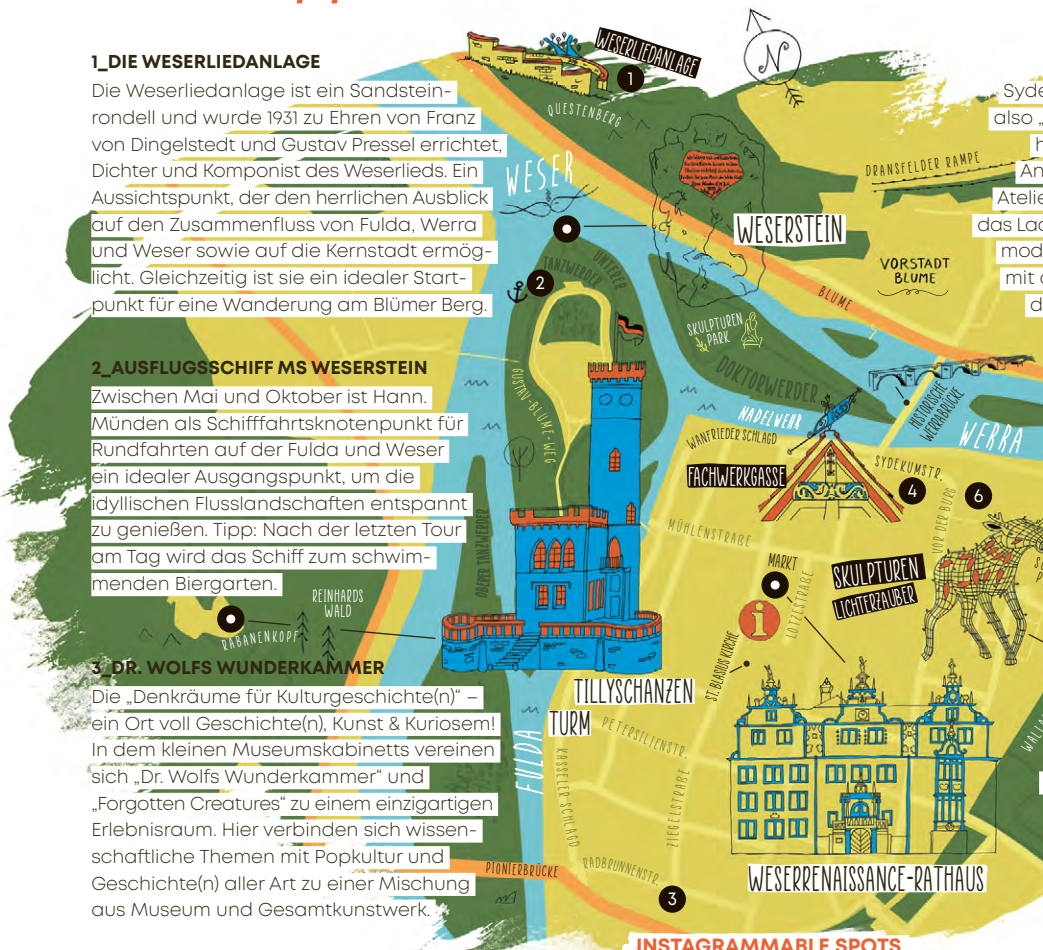 1_DIE WESERLIEDANLAGE
Die Weserliedanlage ist ein Sandstein-
rondell und wurde 1931 zu Ehren von Franz
von Dingelstedt und Gustav Pressel errichtet,
Dichter und Komponist des Weserlieds. Ein
Aussichtspunkt, der den herrlichen Ausblick
auf den Zusammenfluss von Fulda, Werra
und Weser sowie auf die Kernstadt ermög-
licht. Gleichzeitig ist sie ein idealer Start-
punkt für eine Wanderung am Blümer Berg.
2_AUSFLUGSSCHIFF MS WESERSTEIN
Zwischen Mai und Oktober ist Hann.
Münden als Schifffahrtsknotenpunkt für
Rundfahrten auf der Fulda und Weser
ein idealer Ausgangspunkt, um die
idyllischen Flusslandschaften entspannt
zu genießen. Tipp: Nach der letzten Tour
am Tag wird das Schiff zum schwim-
menden Biergarten.
3_DR. WOLFS WUNDERKAMMER
Die „Denkräume für Kulturgeschichte(n)" –
ein Ort voll Geschichte(n), Kunst & Kuriosem!
In dem kleinen Museumskabinetts vereinen
sich „Dr. Wolfs Wunderkammer" und
„Forgotten Creatures" zu einem einzigartigen
Erlebnisraum. Hier verbinden sich wissen-
schaftliche Themen mit Popkultur und
Geschichte(n) aller Art zu einer Mischung
aus Museum und Gesamtkunstwerk.
WESERLIEDANLAGE
1
QUESTENBERG
N
WESER
WESERSTEIN
DRANSFELDER RAMPE
VORSTADT
BLUME
BLUME
2
UNTERER
TANZWERDER
SKULPTUREN
PARK
DOKTORWERDER
GUSTAV-BLUME-WEG
NADELWEHR
WANFRIEDER SCHLAGD
HISTORISCHE
WERRABRÜCKE
WERRA
FACHWERKGASSE
SYDEKUMSTR.
4
6
VOR DER BURG
MÜHLENSTRAßE
OBERER TANZWERDER
MARKT
LOTZESTRAßE
SKULPTUREN
LICHTERZAUBER
i
ST. BLASIUS KIRCHE
REINHARDS
WALD
RABANENKOPF
TILLYSCHANZEN
TURM
FULDA
PETERSILIENSTR.
KASSELER SCHLAGD
ZIEGELSTRAßE
PIONIERBRÜCKE
RADBRUNNENSTR.
3
WESERRENAISSANCE-RATHAUS
Syde
also „
h
An
Atelie
das Lad
mod
mit d
d
INSTAGRAMMABLE SPOTS